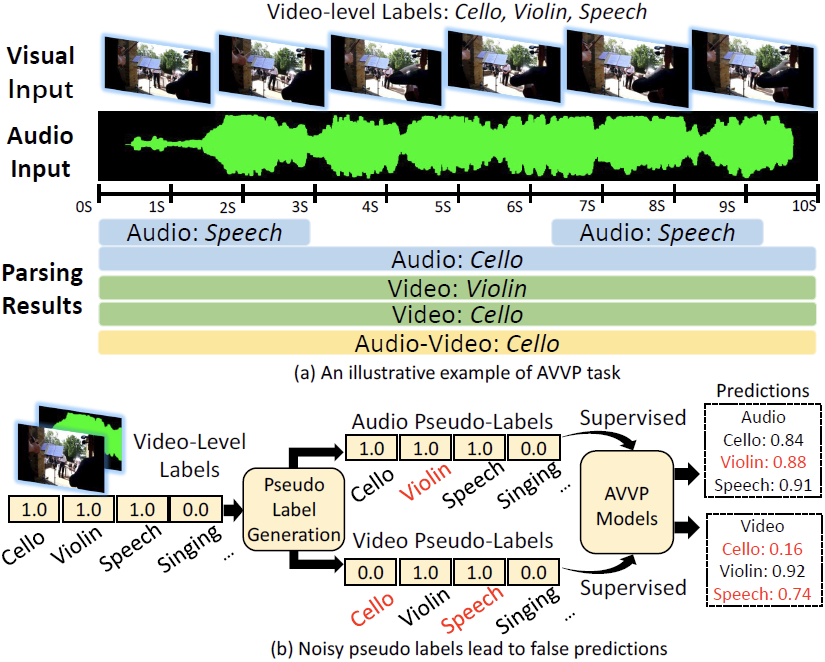 Video-level Labels: Cello, Violin, Speech
Visual
Input
Audio
Input
0S 1S 2S 3S 4S 5S 6S 7S 8S 9S 10S
Audio: Speech Audio: Speech
Audio: Cello
Parsing
Results
Video: Violin
Video: Cello
Audio-Video: Cello
(a) An illustrative example of AVVP task
Video-Level
Labels
1.0 1.0 1.0 0.0
Cello Violin Speech Singing ...
Pseudo
Label
Generation
Audio Pseudo-Labels
1.0 1.0 1.0 0.0
Cello Violin Speech Singing ...
Video Pseudo-Labels
0.0 1.0 1.0 0.0
Cello Violin Speech Singing ...
Supervised
AVVP
Models
Supervised
Predictions
Audio
Cello: 0.84
Violin: 0.88
Speech: 0.91
Video
Cello: 0.16
Violin: 0.92
Speech: 0.74
(b) Noisy pseudo labels lead to false predictions